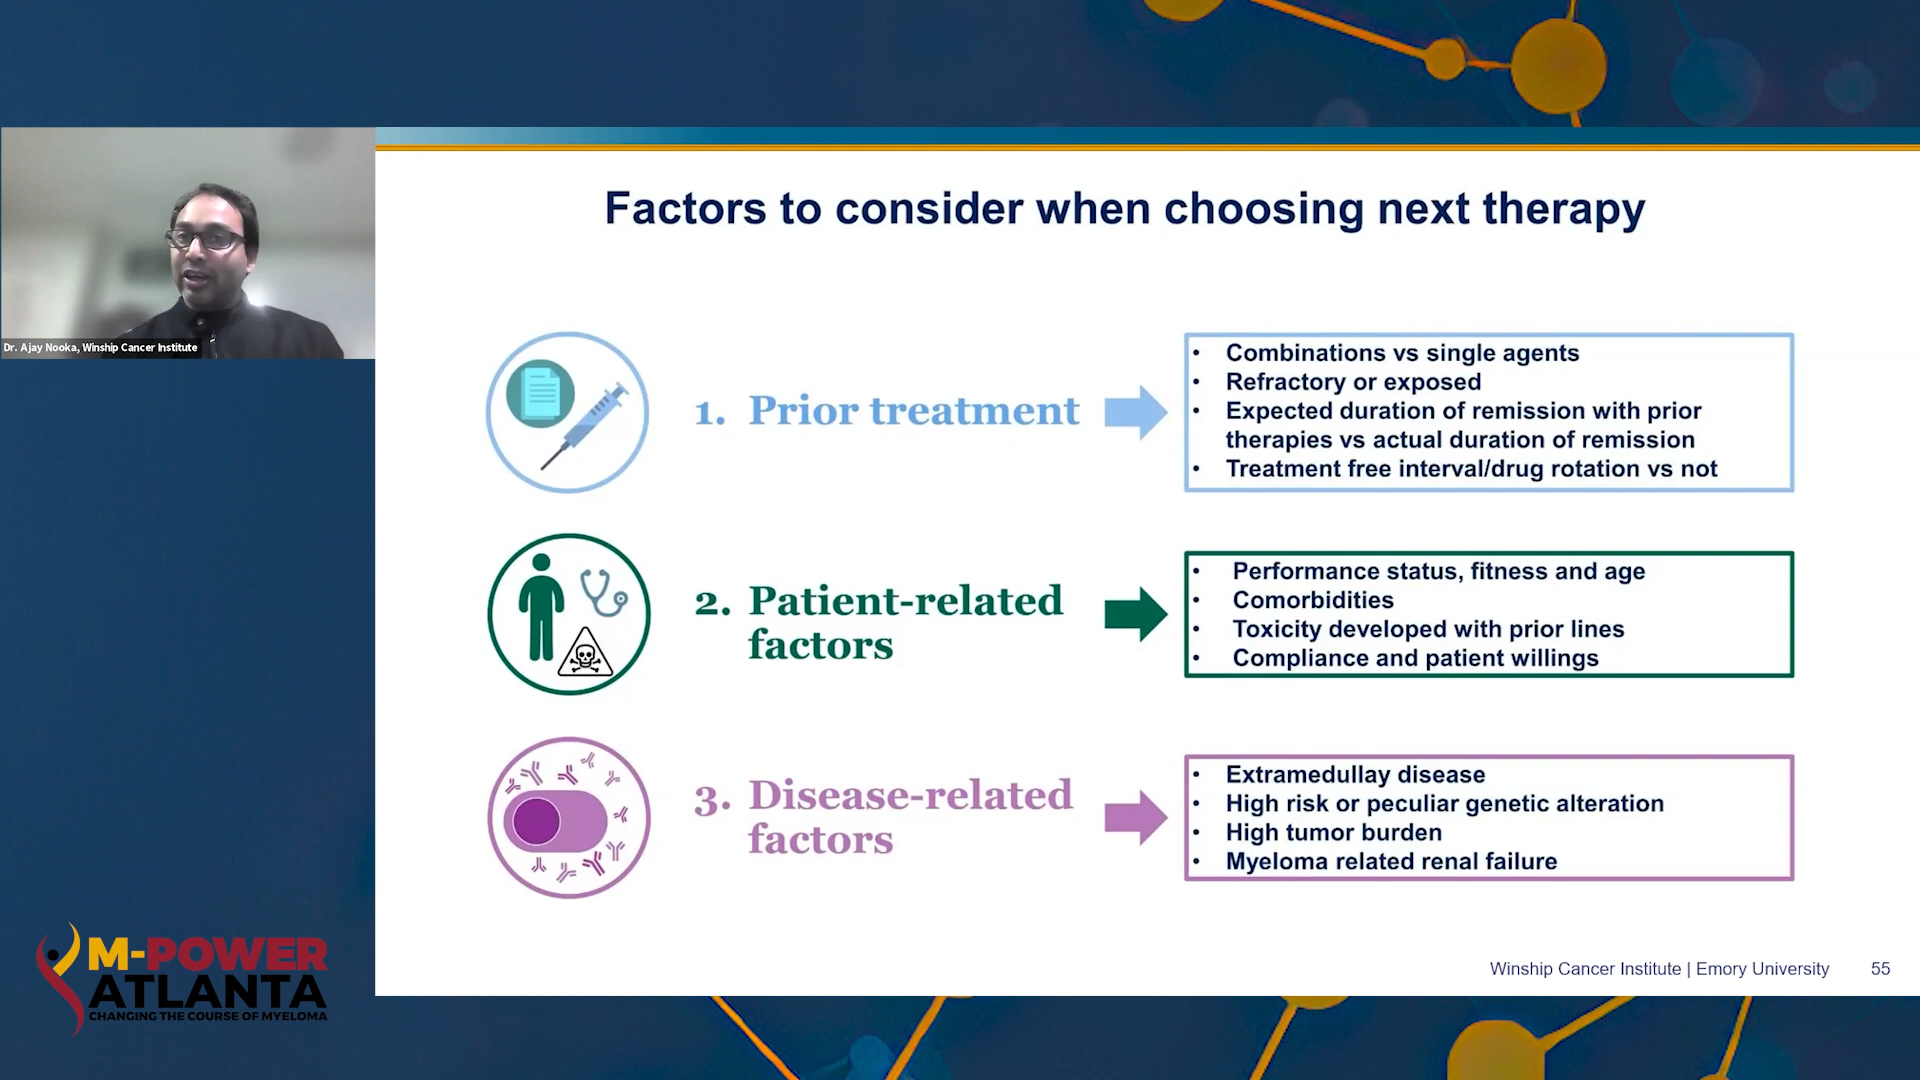 Factors to consider when choosing next therapy
Dr. Ajay Nooka, Winship Cancer Institute
1. Prior treatment
• Combinations vs single agents
• Refractory or exposed
• Expected duration of remission with prior
therapies vs actual duration of remission
• Treatment free interval/drug rotation vs not
2. Patient-related
factors
• Performance status, fitness and age
• Comorbidities
• Toxicity developed with prior lines
• Compliance and patient willings
3. Disease-related
factors
• Extramedullay disease
• High risk or peculiar genetic alteration
• High tumor burden
• Myeloma related renal failure
M-POWER
ATLANTA
CHANGING THE COURSE OF MYELOMA
Winship Cancer Institute | Emory University 55